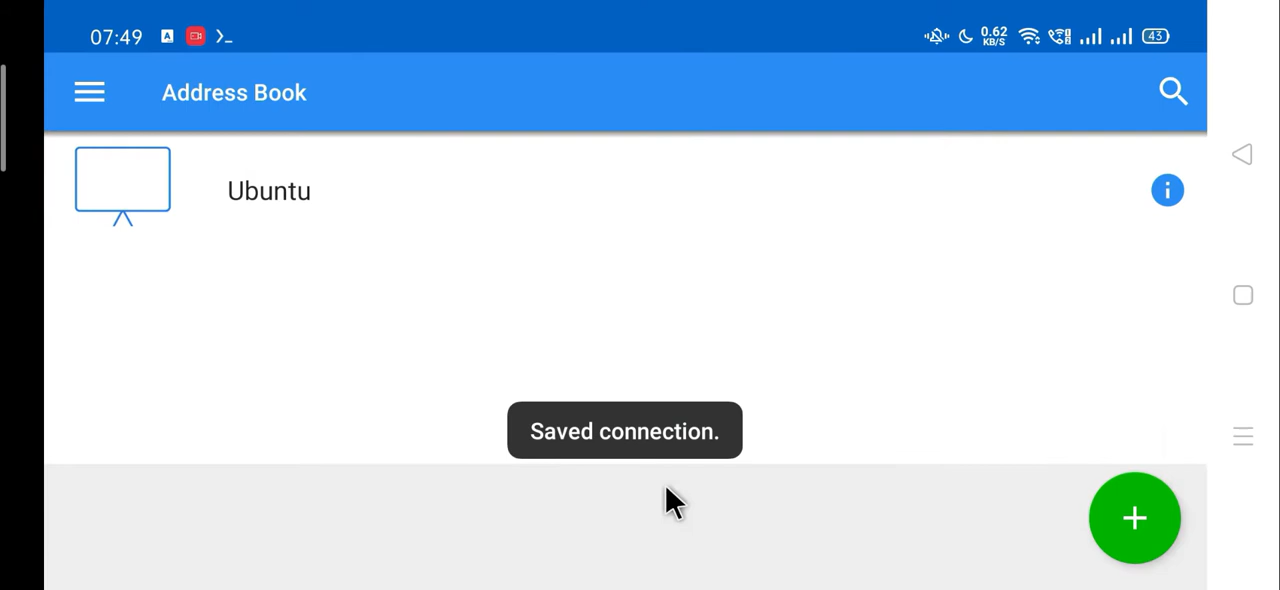 07:49 A >_ 0.62 KB/S 43
Address Book
Ubuntu
i
Saved connection.
+